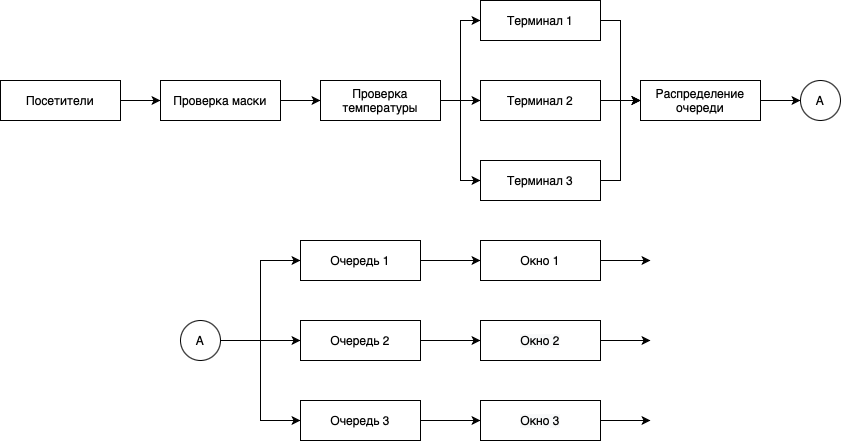 Терминал 1
Посетители
Проверка маски
Проверка
температуры
Терминал 2
Распределение
очереди
А
Терминал 3
Очередь 1
Окно 1
А
Очередь 2
Окно 2
Очередь 3
Окно 3